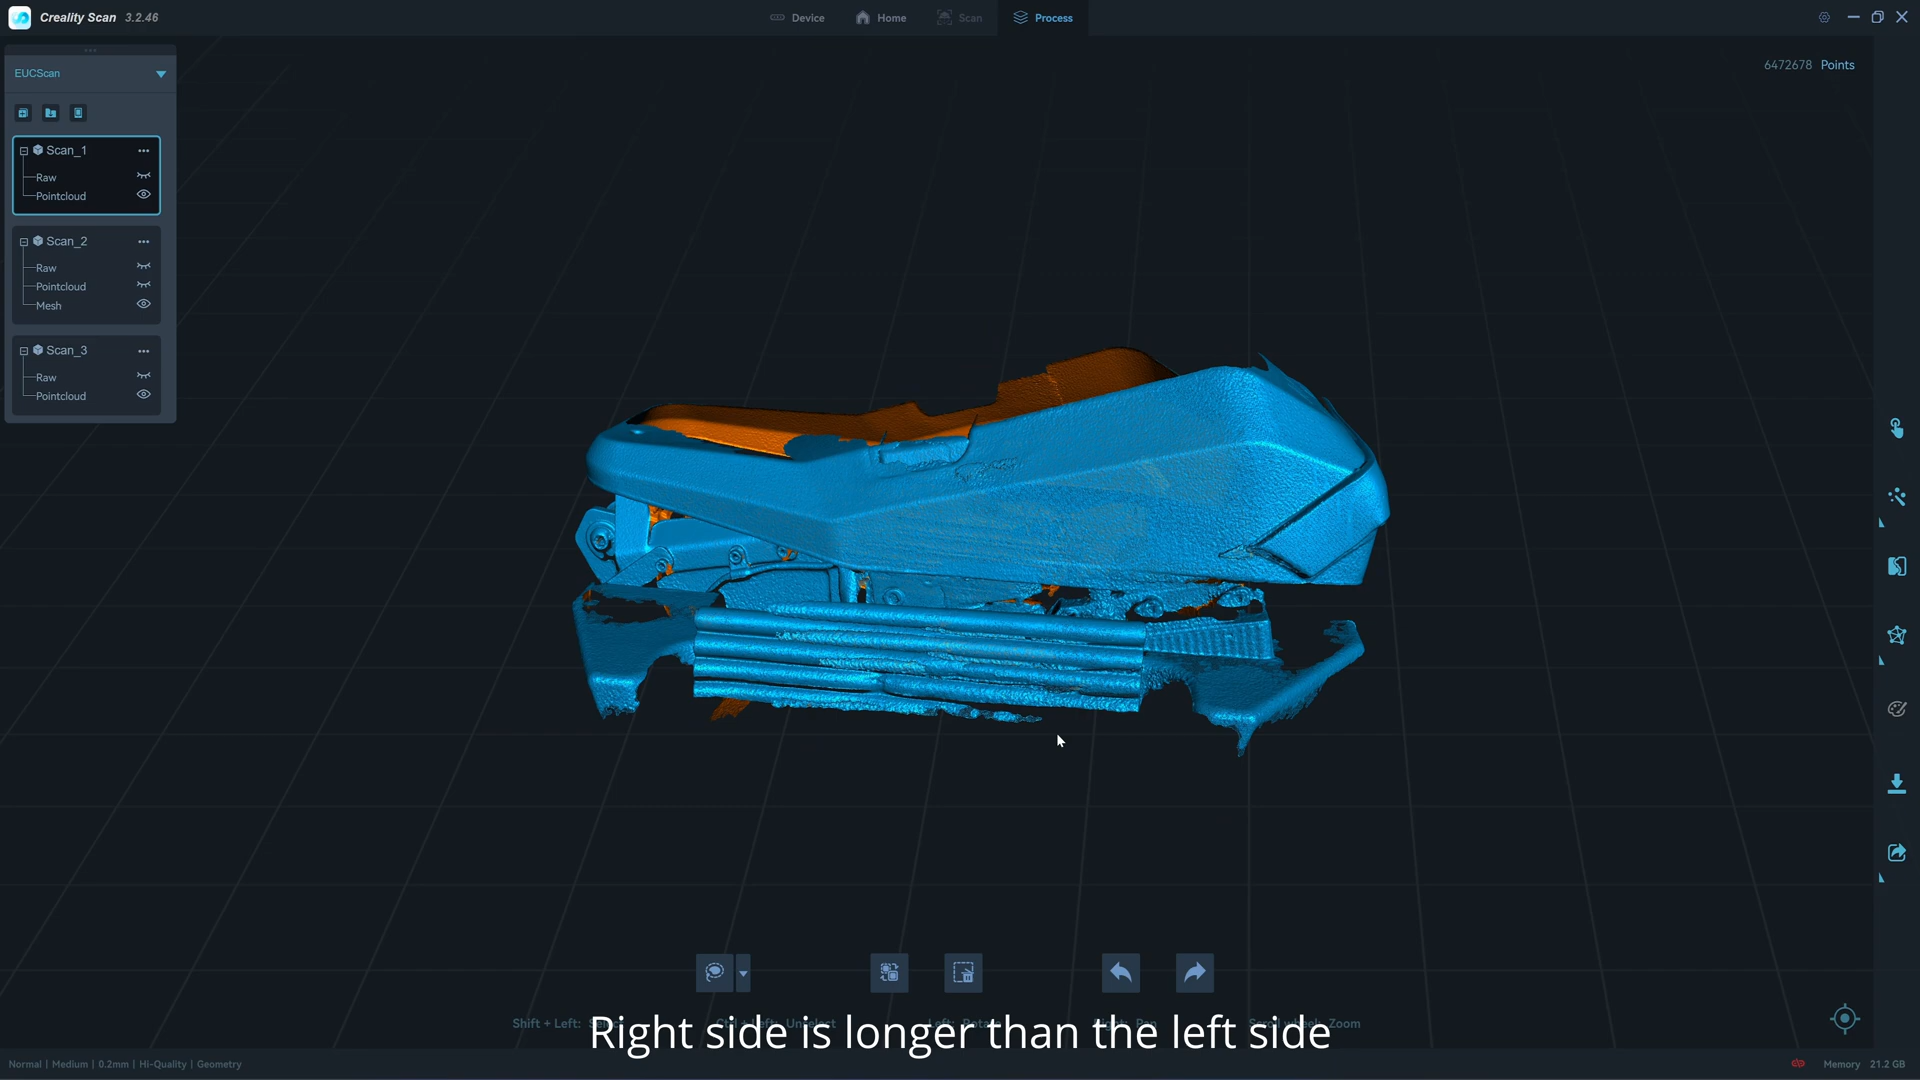 Creality Scan 3.2.46
Device
Home
Scan
Process
EUCScan
6472678 Points
Scan_1
Raw
Pointcloud
Scan_2
Raw
Pointcloud
Mesh
Scan_3
Raw
Pointcloud
Shift + Left:
Zoom
Right side is longer than the left side
Normal | Medium | 0.2mm | Hi-Quality | Geometry
Memory 21.2 GB